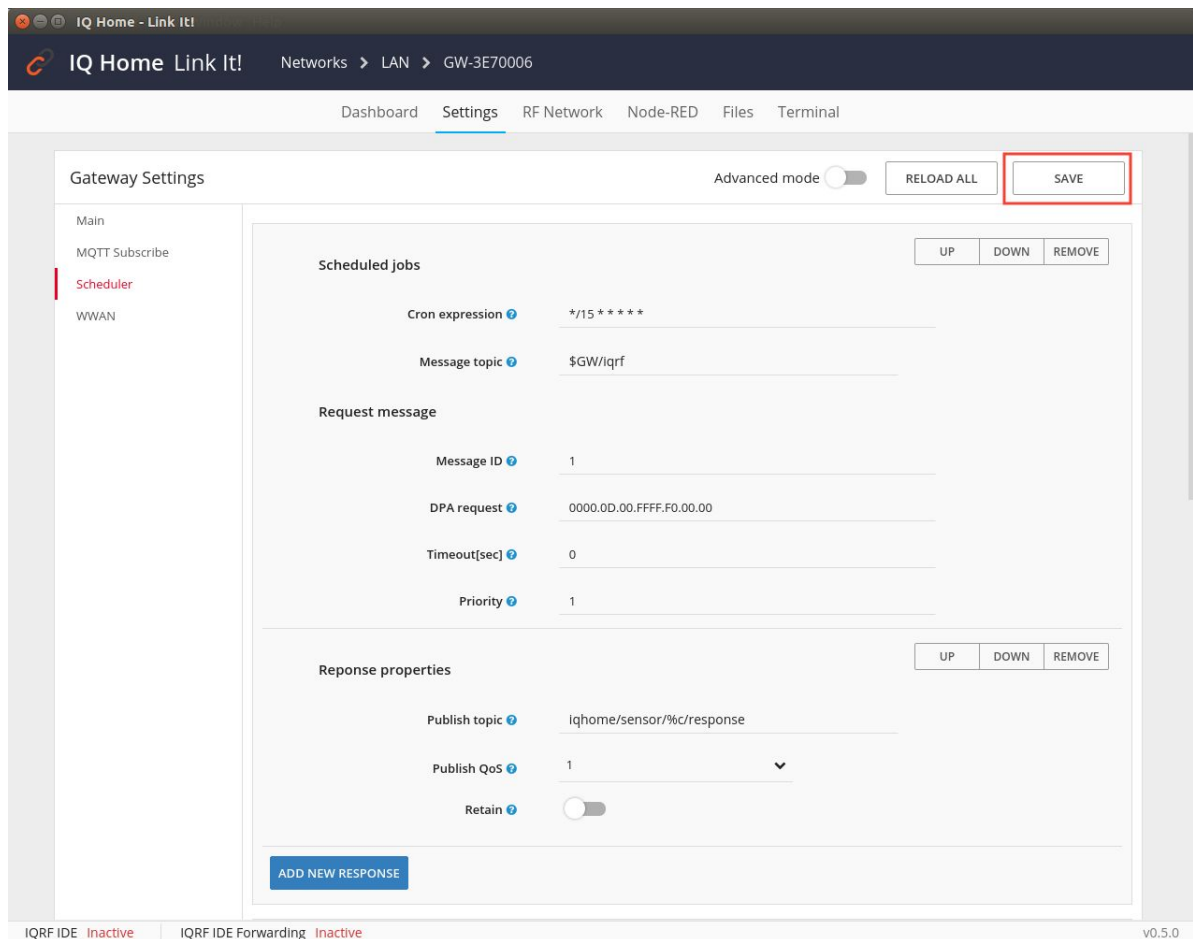 IQ Home - Link It!
IQ Home Link It! Networks > LAN > GW-3E70006
Dashboard Settings RF Network Node-RED Files Terminal
Gateway Settings Advanced mode RELOAD ALL SAVE
Main
MQTT Subscribe
Scheduler
WWAN
Scheduled jobs UP DOWN REMOVE
Cron expression ? */15 * * * * *
Message topic ? $GW/iqrf
Request message
Message ID ? 1
DPA request ? 0000.0D.00.FFFF.F0.00.00
Timeout[sec] ? 0
Priority ? 1
Reponse properties UP DOWN REMOVE
Publish topic ? iqhome/sensor/%c/response
Publish QoS ? 1
Retain ?
ADD NEW RESPONSE
IQRF IDE Inactive IQRF IDE Forwarding Inactive v0.5.0